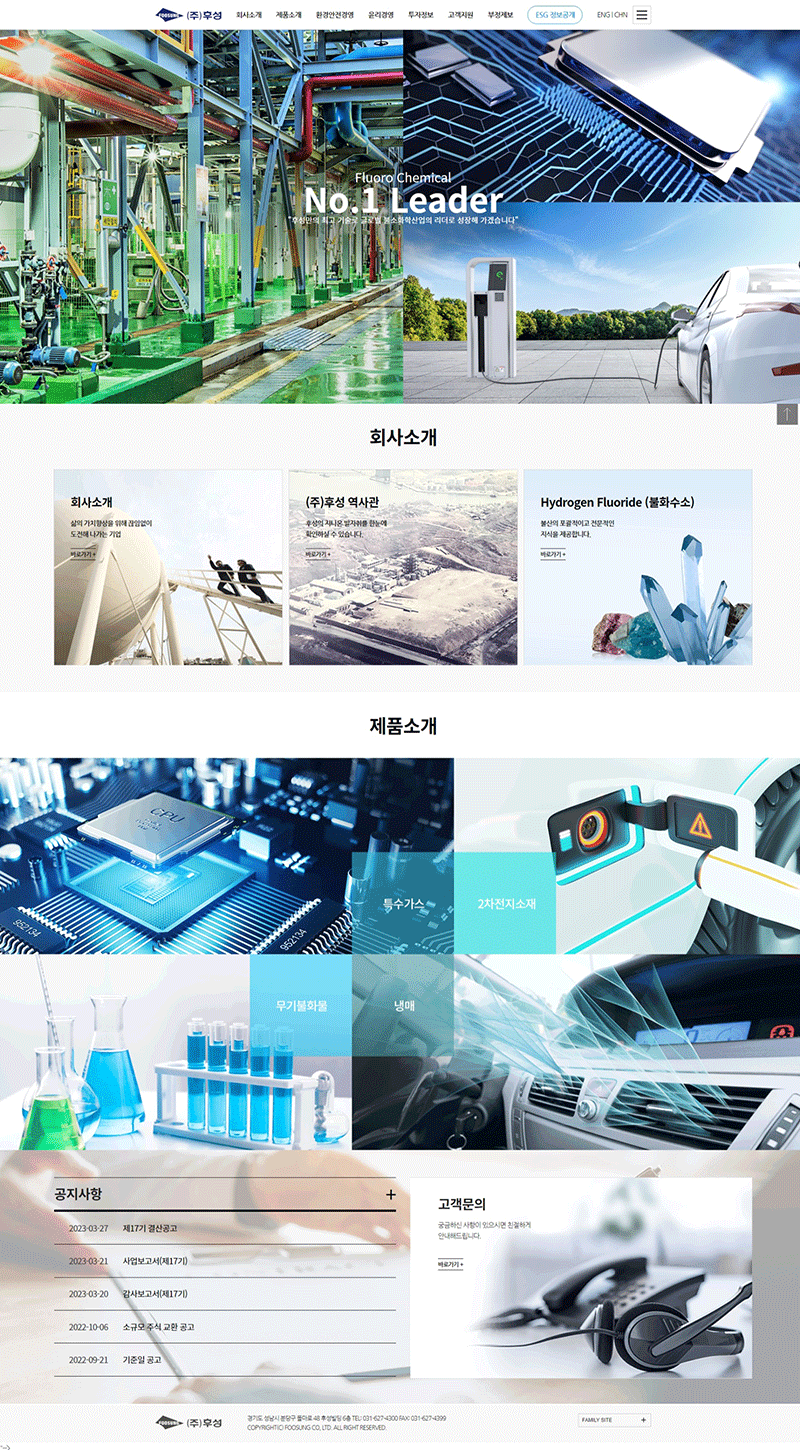 FOOSUNG (주)후성 회사소개 제품소개 환경안전경영 윤리경영 투자정보 고객지원 부정제보 ESG 정보공개 ENG | CHN
Fluoro Chemical
No.1 Leader
"후성만의 최고 기술로 글로벌 불소화학산업의 리더로 성장해 가겠습니다"
회사소개
회사소개
삶의 가치향상을 위해 끊임없이
도전해 나가는 기업
바로가기 +
(주)후성 역사관
후성의 지나온 발자취를 한눈에
확인하실 수 있습니다.
바로가기 +
Hydrogen Fluoride (불화수소)
불산의 포괄적이고 전문적인
지식을 제공합니다.
바로가기 +
제품소개
CPU
952134
952134
특수가스
2차전지소재
무기불화물
냉매
공지사항 +
2023-03-27 제17기 결산공고
2023-03-21 사업보고서(제17기)
2023-03-20 감사보고서(제17기)
2022-10-06 소규모 주식 교환 공고
2022-09-21 기준일 공고
고객문의
궁금하신 사항이 있으시면 친절하게
안내해드립니다.
바로가기 +
FOOSUNG (주)후성
경기도 성남시 분당구 돌마로 48 후성빌딩 6층 TEL: 031-627-4300 FAX: 031-627-4399
COPYRIGHT(C) FOOSUNG CO., LTD. ALL RIGHT RESERVED.
FAMILY SITE +
-->